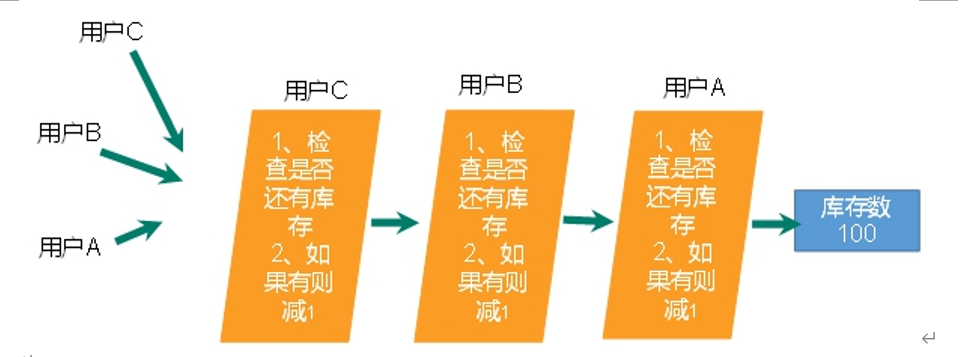 用户C
用户B
用户A
用户C
1、检
查是否
还有库
存
2、如
果有则
减1
用户B
1、检
查是否
还有库
存
2、如
果有则
减1
用户A
1、检
查是否
还有库
存
2、如
果有则
减1
库存数
100